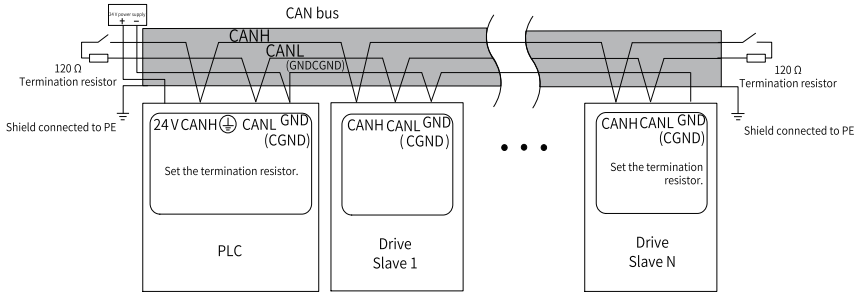 24 V power supply
+ −
CAN bus
CANH
CANL
(GNDCGND)
120 Ω
Termination resistor
120 Ω
Termination resistor
Shield connected to PE
Shield connected to PE
24 V CANH CANL GND
(CGND)
Set the termination resistor.
PLC
CANH CANL GND
(CGND)
Drive
Slave 1
CANH CANL GND
(CGND)
Set the termination
resistor.
Drive
Slave N